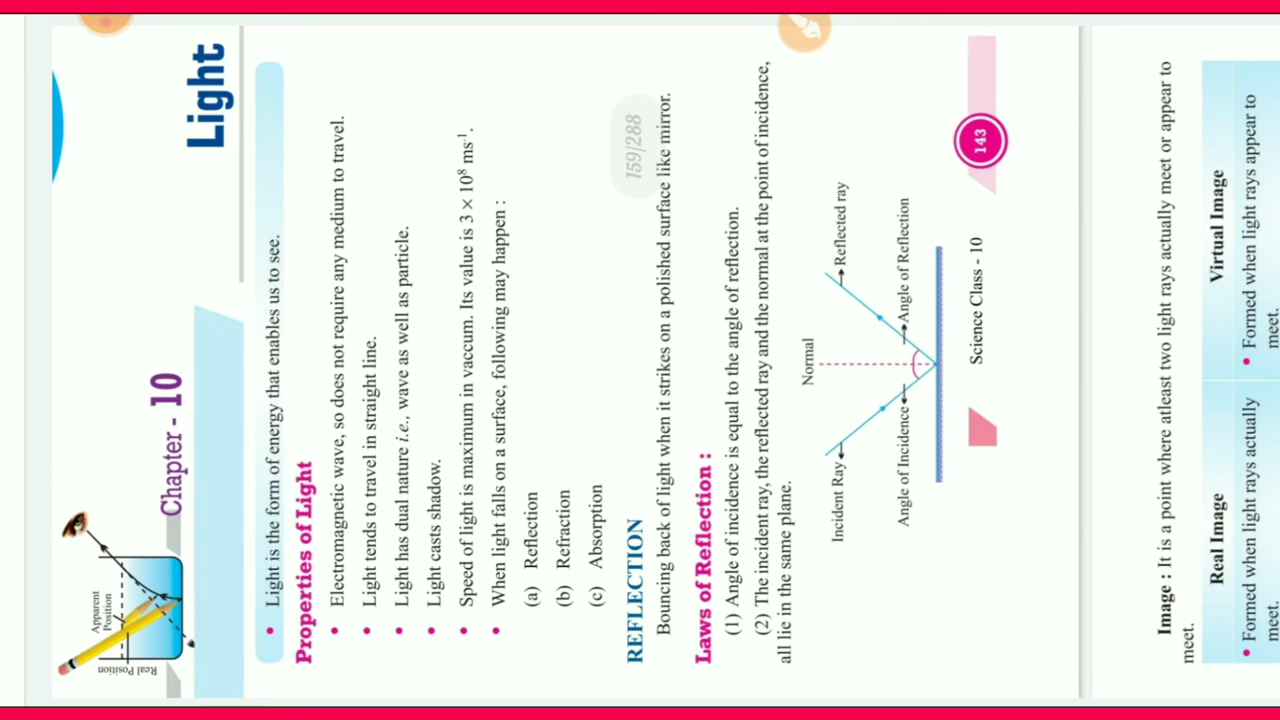 Apparent
Position
Real Position
Chapter - 10
Light
• Light is the form of energy that enables us to see.
Properties of Light
• Electromagnetic wave, so does not require any medium to travel.
• Light tends to travel in straight line.
• Light has dual nature i.e., wave as well as particle.
• Light casts shadow.
• Speed of light is maximum in vaccum. Its value is 3 × 10⁸ ms⁻¹.
• When light falls on a surface, following may happen :
(a) Reflection
(b) Refraction
(c) Absorption
159/288
REFLECTION
Bouncing back of light when it strikes on a polished surface like mirror.
Laws of Reflection :
(1) Angle of incidence is equal to the angle of reflection.
(2) The incident ray, the reflected ray and the normal at the point of incidence,
all lie in the same plane.
Normal
Incident Ray
Reflected ray
Angle of Incidence
Angle of Reflection
Science Class - 10
143
Image : It is a point where atleast two light rays actually meet or appear to
meet.
Real Image
Virtual Image
• Formed when light rays actually
meet.
• Formed when light rays appear to
meet.